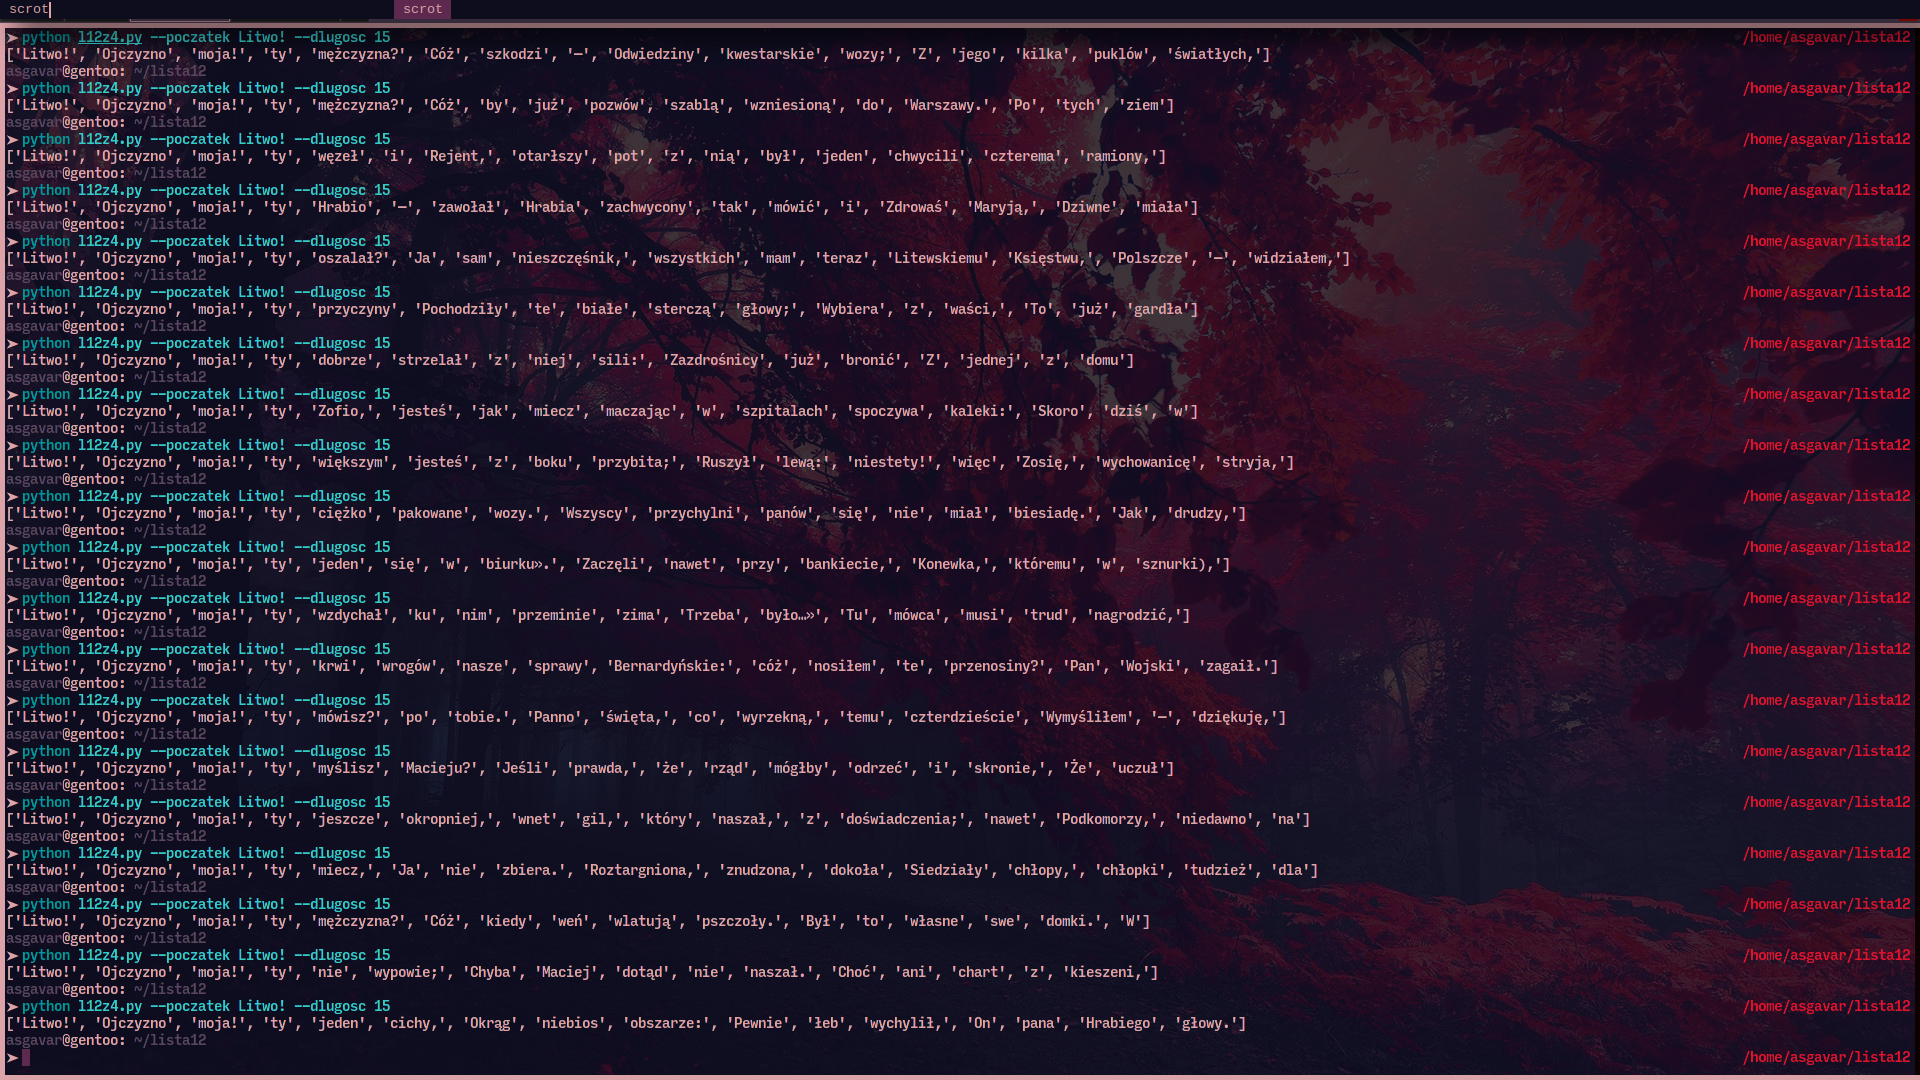 scrot scrot
➤ python l12z4.py --poczatek Litwo! --dlugosc 15 /home/asgavar/lista12
['Litwo!', 'Ojczyzno', 'moja!', 'ty', 'mężczyzna?', 'Cóż', 'szkodzi', '—', 'Odwiedziny', 'kwestarskie', 'wozy;', 'Z', 'jego', 'kilka', 'puklów', 'światłych,']
asgavar@gentoo: ~/lista12
➤ python l12z4.py --poczatek Litwo! --dlugosc 15 /home/asgavar/lista12
['Litwo!', 'Ojczyzno', 'moja!', 'ty', 'mężczyzna?', 'Cóż', 'by', 'już', 'pozwów', 'szablą', 'wzniesioną', 'do', 'Warszawy.', 'Po', 'tych', 'ziem']
asgavar@gentoo: ~/lista12
➤ python l12z4.py --poczatek Litwo! --dlugosc 15 /home/asgavar/lista12
['Litwo!', 'Ojczyzno', 'moja!', 'ty', 'węzeł', 'i', 'Rejent,', 'otarłszy', 'pot', 'z', 'nią', 'był', 'jeden', 'chwycili', 'czterema', 'ramiony,']
asgavar@gentoo: ~/lista12
➤ python l12z4.py --poczatek Litwo! --dlugosc 15 /home/asgavar/lista12
['Litwo!', 'Ojczyzno', 'moja!', 'ty', 'Hrabio', '—', 'zawołał', 'Hrabia', 'zachwycony', 'tak', 'mówić', 'i', 'Zdrowaś', 'Maryją,', 'Dziwne', 'miała']
asgavar@gentoo: ~/lista12
➤ python l12z4.py --poczatek Litwo! --dlugosc 15 /home/asgavar/lista12
['Litwo!', 'Ojczyzno', 'moja!', 'ty', 'oszalał?', 'Ja', 'sam', 'nieszczęśnik,', 'wszystkich', 'mam', 'teraz', 'Litewskiemu', 'Księstwu,', 'Polszcze', '—', 'widziałem,']
asgavar@gentoo: ~/lista12
➤ python l12z4.py --poczatek Litwo! --dlugosc 15 /home/asgavar/lista12
['Litwo!', 'Ojczyzno', 'moja!', 'ty', 'przyczyny', 'Pochodziły', 'te', 'białe', 'sterczą', 'głowy;', 'Wybiera', 'z', 'waści,', 'To', 'już', 'gardła']
asgavar@gentoo: ~/lista12
➤ python l12z4.py --poczatek Litwo! --dlugosc 15 /home/asgavar/lista12
['Litwo!', 'Ojczyzno', 'moja!', 'ty', 'dobrze', 'strzelał', 'z', 'niej', 'sili:', 'Zazdrośnicy', 'już', 'bronić', 'Z', 'jednej', 'z', 'domu']
asgavar@gentoo: ~/lista12
➤ python l12z4.py --poczatek Litwo! --dlugosc 15 /home/asgavar/lista12
['Litwo!', 'Ojczyzno', 'moja!', 'ty', 'Zofio,', 'jesteś', 'jak', 'miecz', 'maczając', 'w', 'szpitalach', 'spoczywa', 'kaleki:', 'Skoro', 'dziś', 'w']
asgavar@gentoo: ~/lista12
➤ python l12z4.py --poczatek Litwo! --dlugosc 15 /home/asgavar/lista12
['Litwo!', 'Ojczyzno', 'moja!', 'ty', 'większym', 'jesteś', 'z', 'boku', 'przybita;', 'Ruszył', 'lewą:', 'niestety!', 'więc', 'Zosię,', 'wychowanicę', 'stryja,']
asgavar@gentoo: ~/lista12
➤ python l12z4.py --poczatek Litwo! --dlugosc 15 /home/asgavar/lista12
['Litwo!', 'Ojczyzno', 'moja!', 'ty', 'ciężko', 'pakowane', 'wozy.', 'Wszyscy', 'przychylni', 'panów', 'się', 'nie', 'miał', 'biesiadę.', 'Jak', 'drudzy,']
asgavar@gentoo: ~/lista12
➤ python l12z4.py --poczatek Litwo! --dlugosc 15 /home/asgavar/lista12
['Litwo!', 'Ojczyzno', 'moja!', 'ty', 'jeden', 'się', 'w', 'biurku».', 'Zaczęli', 'nawet', 'przy', 'bankiecie,', 'Konewka,', 'któremu', 'w', 'sznurki),']
asgavar@gentoo: ~/lista12
➤ python l12z4.py --poczatek Litwo! --dlugosc 15 /home/asgavar/lista12
['Litwo!', 'Ojczyzno', 'moja!', 'ty', 'wzdychał', 'ku', 'nim', 'przeminie', 'zima', 'Trzeba', 'było…»', 'Tu', 'mówca', 'musi', 'trud', 'nagrodzić,']
asgavar@gentoo: ~/lista12
➤ python l12z4.py --poczatek Litwo! --dlugosc 15 /home/asgavar/lista12
['Litwo!', 'Ojczyzno', 'moja!', 'ty', 'krwi', 'wrogów', 'nasze', 'sprawy', 'Bernardyńskie:', 'cóż', 'nosiłem', 'te', 'przenosiny?', 'Pan', 'Wojski', 'zagaił.']
asgavar@gentoo: ~/lista12
➤ python l12z4.py --poczatek Litwo! --dlugosc 15 /home/asgavar/lista12
['Litwo!', 'Ojczyzno', 'moja!', 'ty', 'mówisz?', 'po', 'tobie.', 'Panno', 'święta,', 'co', 'wyrzekną,', 'temu', 'czterdzieście', 'Wymyśliłem', '—', 'dziękuję,']
asgavar@gentoo: ~/lista12
➤ python l12z4.py --poczatek Litwo! --dlugosc 15 /home/asgavar/lista12
['Litwo!', 'Ojczyzno', 'moja!', 'ty', 'myślisz', 'Macieju?', 'Jeśli', 'prawda,', 'że', 'rząd', 'mógłby', 'odrzeć', 'i', 'skronie,', 'Że', 'uczuł']
asgavar@gentoo: ~/lista12
➤ python l12z4.py --poczatek Litwo! --dlugosc 15 /home/asgavar/lista12
['Litwo!', 'Ojczyzno', 'moja!', 'ty', 'jeszcze', 'okropniej,', 'wnet', 'gil,', 'który', 'naszał,', 'z', 'doświadczenia;', 'nawet', 'Podkomorzy,', 'niedawno', 'na']
asgavar@gentoo: ~/lista12
➤ python l12z4.py --poczatek Litwo! --dlugosc 15 /home/asgavar/lista12
['Litwo!', 'Ojczyzno', 'moja!', 'ty', 'miecz,', 'Ja', 'nie', 'zbiera.', 'Roztargniona,', 'znudzona,', 'dokoła', 'Siedziały', 'chłopy,', 'chłopki', 'tudzież', 'dla']
asgavar@gentoo: ~/lista12
➤ python l12z4.py --poczatek Litwo! --dlugosc 15 /home/asgavar/lista12
['Litwo!', 'Ojczyzno', 'moja!', 'ty', 'mężczyzna?', 'Cóż', 'kiedy', 'weń', 'wlatują', 'pszczoły.', 'Był', 'to', 'własne', 'swe', 'domki.', 'W']
asgavar@gentoo: ~/lista12
➤ python l12z4.py --poczatek Litwo! --dlugosc 15 /home/asgavar/lista12
['Litwo!', 'Ojczyzno', 'moja!', 'ty', 'nie', 'wypowie;', 'Chyba', 'Maciej', 'dotąd', 'nie', 'naszał.', 'Choć', 'ani', 'chart', 'z', 'kieszeni,']
asgavar@gentoo: ~/lista12
➤ python l12z4.py --poczatek Litwo! --dlugosc 15 /home/asgavar/lista12
['Litwo!', 'Ojczyzno', 'moja!', 'ty', 'jeden', 'cichy,', 'Okrąg', 'niebios', 'obszarze:', 'Pewnie', 'łeb', 'wychylił,', 'On', 'pana', 'Hrabiego', 'głowy.']
asgavar@gentoo: ~/lista12
➤ /home/asgavar/lista12